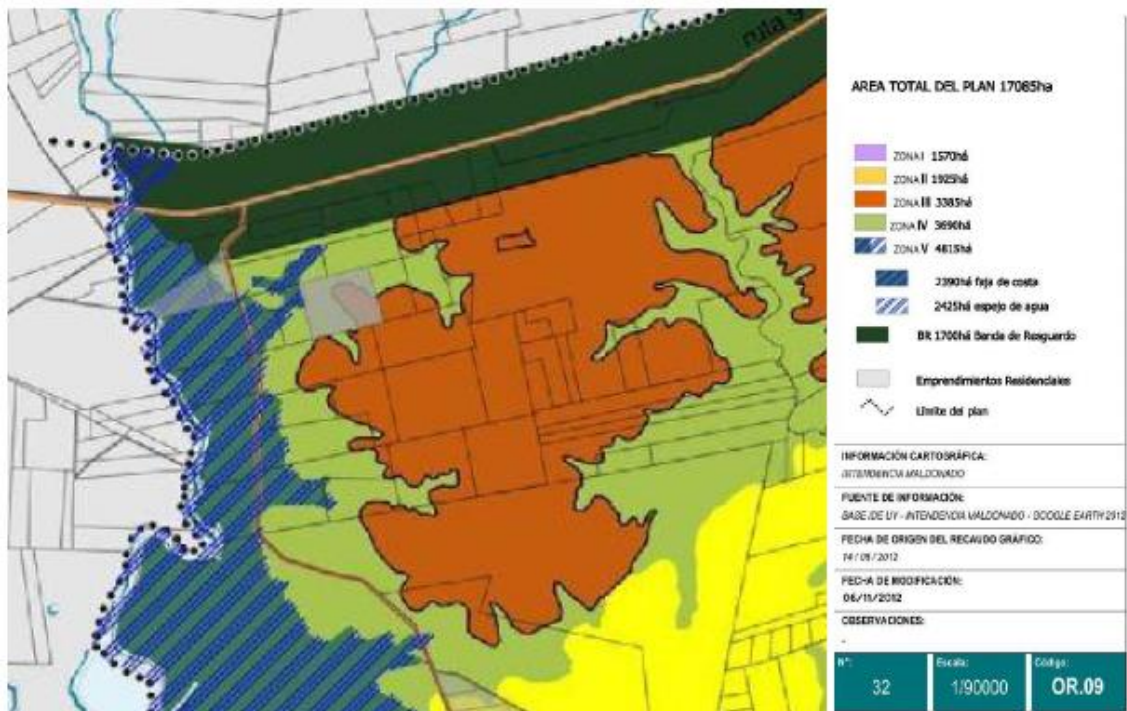 ruta 9
AREA TOTAL DEL PLAN 17085ha
ZONA I 1570há
ZONA II 1925há
ZONA III 3385há
ZONA IV 3690há
ZONA V 4815há
2390há faja de costa
2425há espejo de agua
BR 1700há Banda de Resguardo
Emprendimientos Residenciales
Límite del plan
INFORMACIÓN CARTOGRÁFICA:
INTENDENCIA MALDONADO
FUENTE DE INFORMACIÓN:
BASE IDE UY - INTENDENCIA MALDONADO - GOOGLE EARTH 2012
FECHA DE ORIGEN DEL RECAUDO GRÁFICO:
14 / 08 / 2012
FECHA DE MODIFICACIÓN:
06/11/2012
OBSERVACIONES:
-
Nº: Escala: Código:
32 1/90000 OR.09